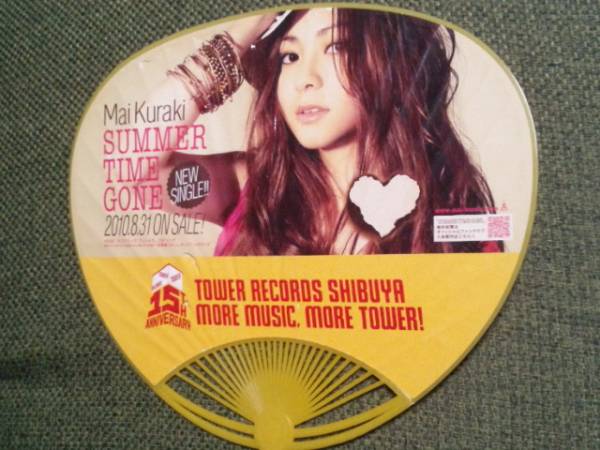 Mai Kuraki
SUMMER
TIME
GONE
NEW
SINGLE!!
2010.8.31 ON SALE!
15TH
ANNIVERSARY
TOWER RECORDS SHIBUYA
MORE MUSIC, MORE TOWER!